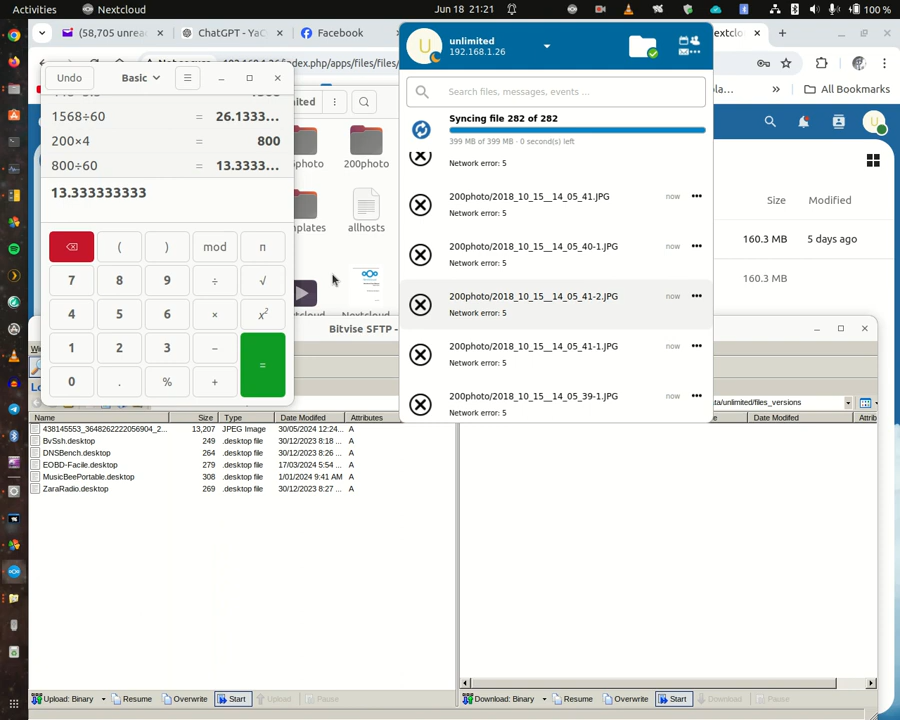 Activities
Nextcloud
Jun 18 21:21
100 %
(58,705 unrea
ChatGPT - YaC
Facebook
index.php/apps/files/files
All Bookmarks
Undo
Basic
1568÷60 = 26.1333…
200×4 = 800
800÷60 = 13.3333…
13.333333333
( ) mod π
7 8 9 ÷ √
4 5 6 × x²
1 2 3 − =
0 . % +
photo
200photo
nplates
allhosts
tcloud
Nextcloud
unlimited
192.168.1.26
Search files, messages, events ...
Syncing file 282 of 282
399 MB of 399 MB · 0 second(s) left
Network error: 5
200photo/2018_10_15__14_05_41.JPG
now
Network error: 5
200photo/2018_10_15__14_05_40-1.JPG
now
Network error: 5
200photo/2018_10_15__14_05_41-2.JPG
now
Network error: 5
200photo/2018_10_15__14_05_41-1.JPG
now
Network error: 5
200photo/2018_10_15__14_05_39-1.JPG
now
Network error: 5
Size Modified
160.3 MB 5 days ago
160.3 MB
Bitvise SFTP -
ata/unlimited/files_versions
Name Size Type Date Modified Attributes
438145553_3648262222056904_2... 13,207 JPEG Image 30/05/2024 12:24... A
BvSsh.desktop 249 .desktop file 30/12/2023 8:18 ... A
DNSBench.desktop 264 .desktop file 30/12/2023 8:26 ... A
EOBD-Facile.desktop 279 .desktop file 17/03/2024 5:54 ... A
MusicBeePortable.desktop 308 .desktop file 1/01/2024 9:41 AM A
ZaraRadio.desktop 269 .desktop file 30/12/2023 8:27 ... A
Date Modified Attrib
Upload: Binary Resume Overwrite Start Upload Pause
Download: Binary Resume Overwrite Start Download Pause